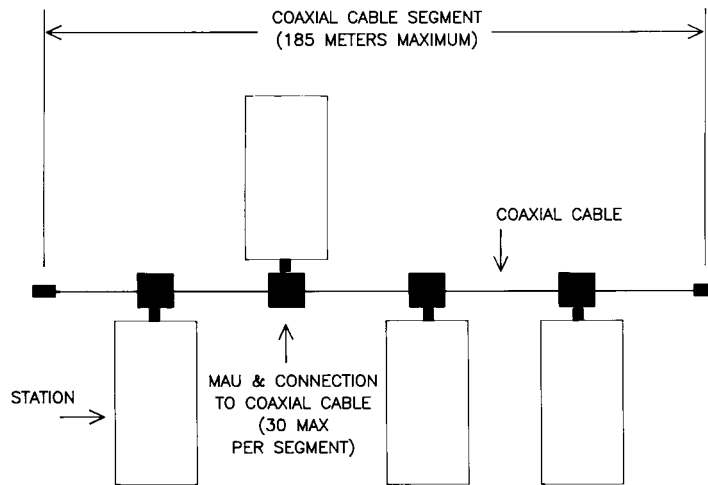 COAXIAL CABLE SEGMENT
(185 METERS MAXIMUM)
COAXIAL CABLE
MAU & CONNECTION
TO COAXIAL CABLE
(30 MAX
PER SEGMENT)
STATION